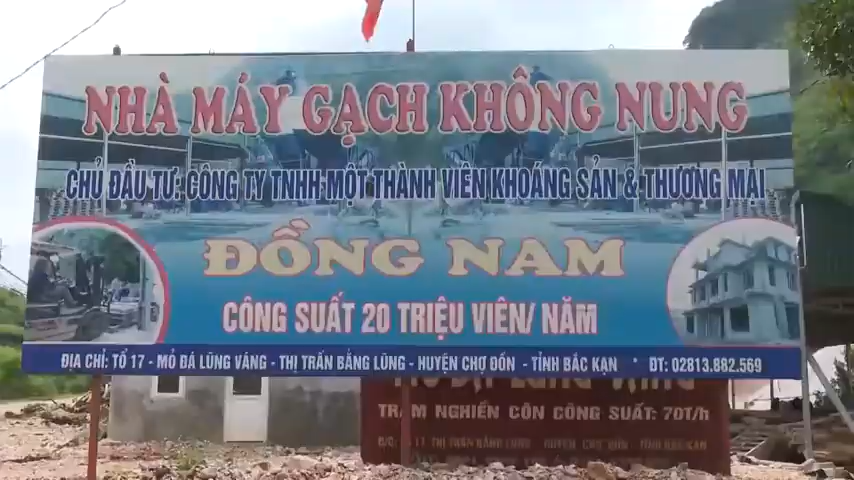 NHÀ MÁY GẠCH KHÔNG NUNG
CHỦ ĐẦU TƯ: CÔNG TY TNHH MỘT THÀNH VIÊN KHOÁNG SẢN & THƯƠNG MẠI
ĐỒNG NAM
CÔNG SUẤT 20 TRIỆU VIÊN/ NĂM
ĐỊA CHỈ: TỔ 17 - MỎ ĐÁ LŨNG VÁNG - THỊ TRẤN BẰNG LŨNG - HUYỆN CHỢ ĐỒN - TỈNH BẮC KẠN * ĐT: 02813.882.569
TRẠM NGHIỀN CÔN CÔNG SUẤT: 70T/h
THỊ TRẤN BẰNG LŨNG HUYỆN CHỢ ĐỒN TỈNH BẮC KẠN